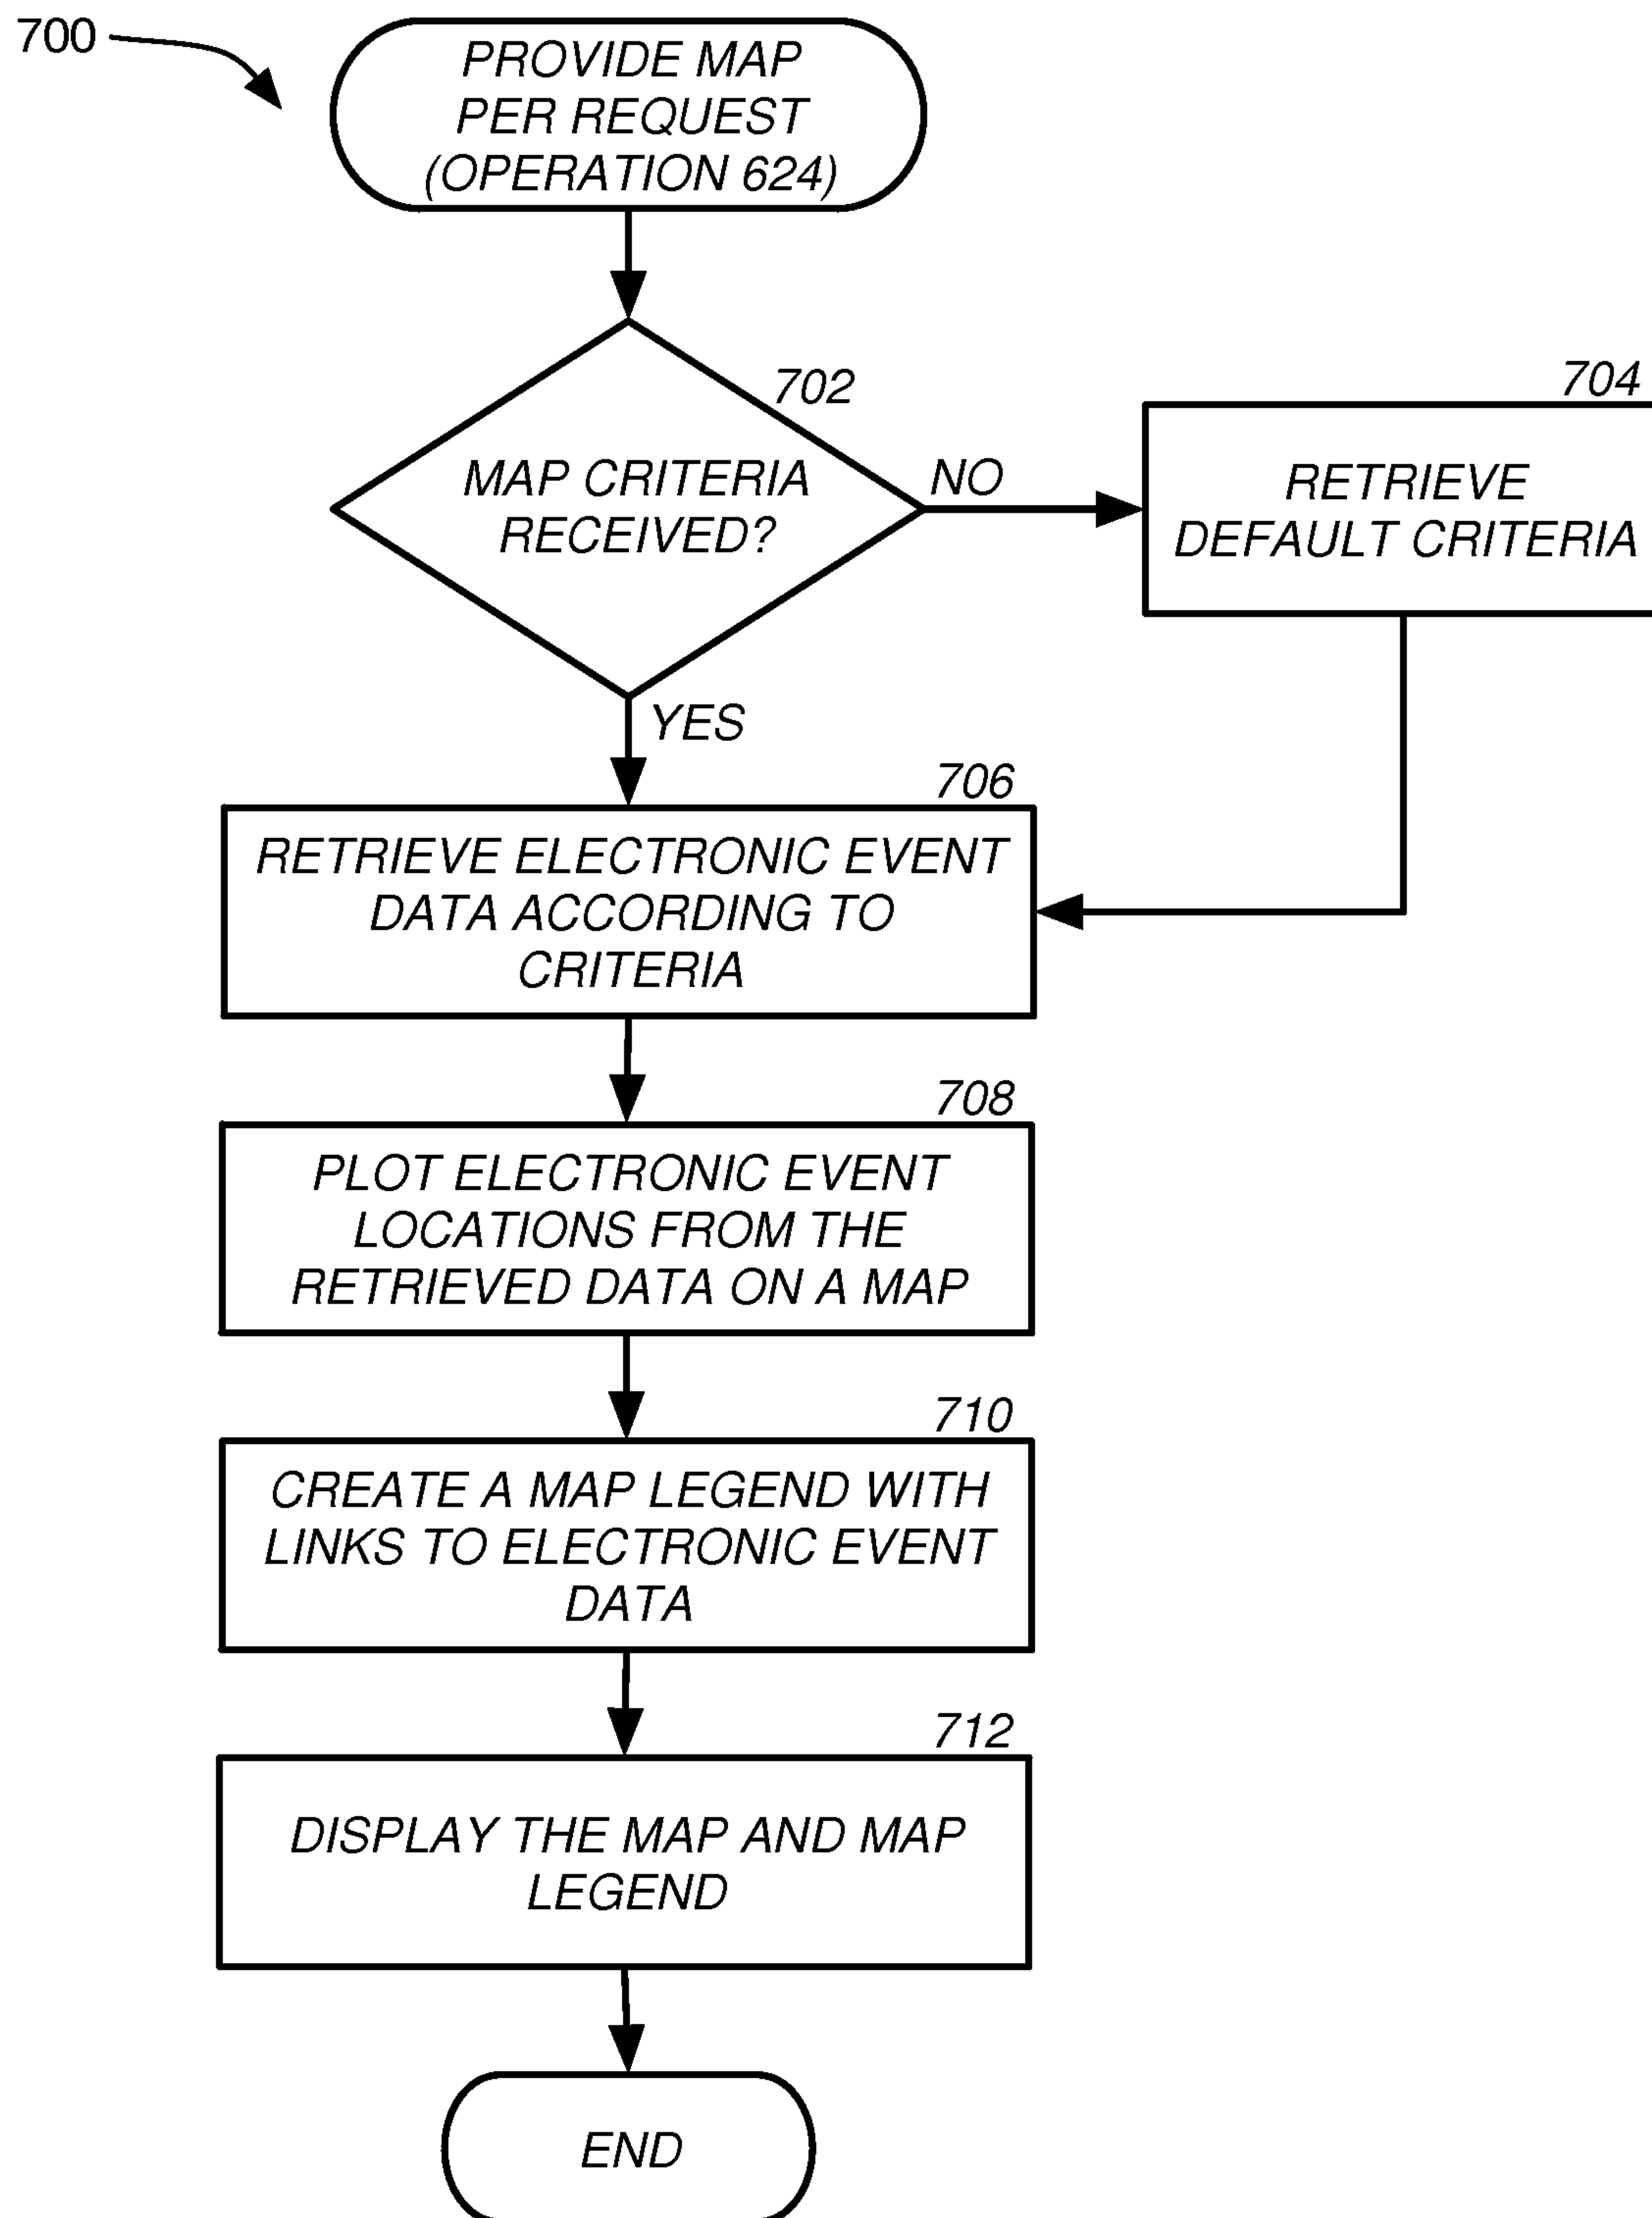 700
PROVIDE MAP
PER REQUEST
(OPERATION 624)
702
MAP CRITERIA
RECEIVED?
NO
704
RETRIEVE
DEFAULT CRITERIA
YES
706
RETRIEVE ELECTRONIC EVENT
DATA ACCORDING TO
CRITERIA
708
PLOT ELECTRONIC EVENT
LOCATIONS FROM THE
RETRIEVED DATA ON A MAP
710
CREATE A MAP LEGEND WITH
LINKS TO ELECTRONIC EVENT
DATA
712
DISPLAY THE MAP AND MAP
LEGEND
END